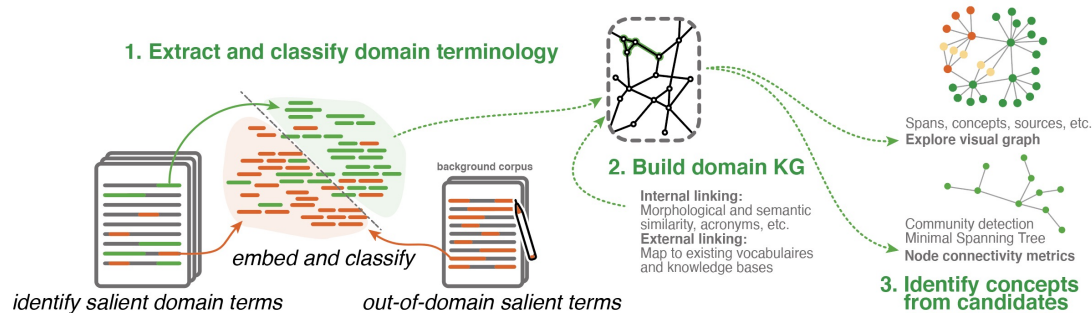 1. Extract and classify domain terminology
background corpus
embed and classify
identify salient domain terms
out-of-domain salient terms
2. Build domain KG
Internal linking:
Morphological and semantic
similarity, acronyms, etc.
External linking:
Map to existing vocabulaires
and knowledge bases
Spans, concepts, sources, etc.
Explore visual graph
Community detection
Minimal Spanning Tree
Node connectivity metrics
3. Identify concepts
from candidates